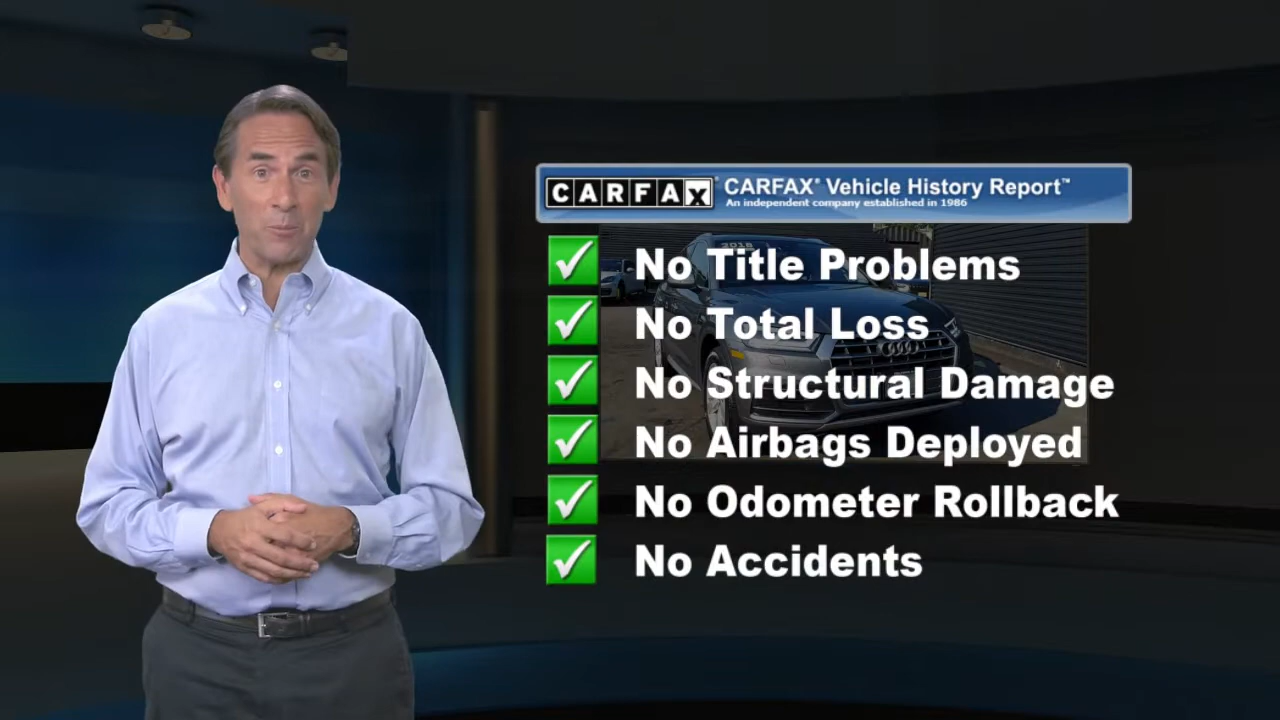 CARFAX CARFAX® Vehicle History Report™
An independent company established in 1986
2018
No Title Problems
No Total Loss
No Structural Damage
No Airbags Deployed
No Odometer Rollback
No Accidents